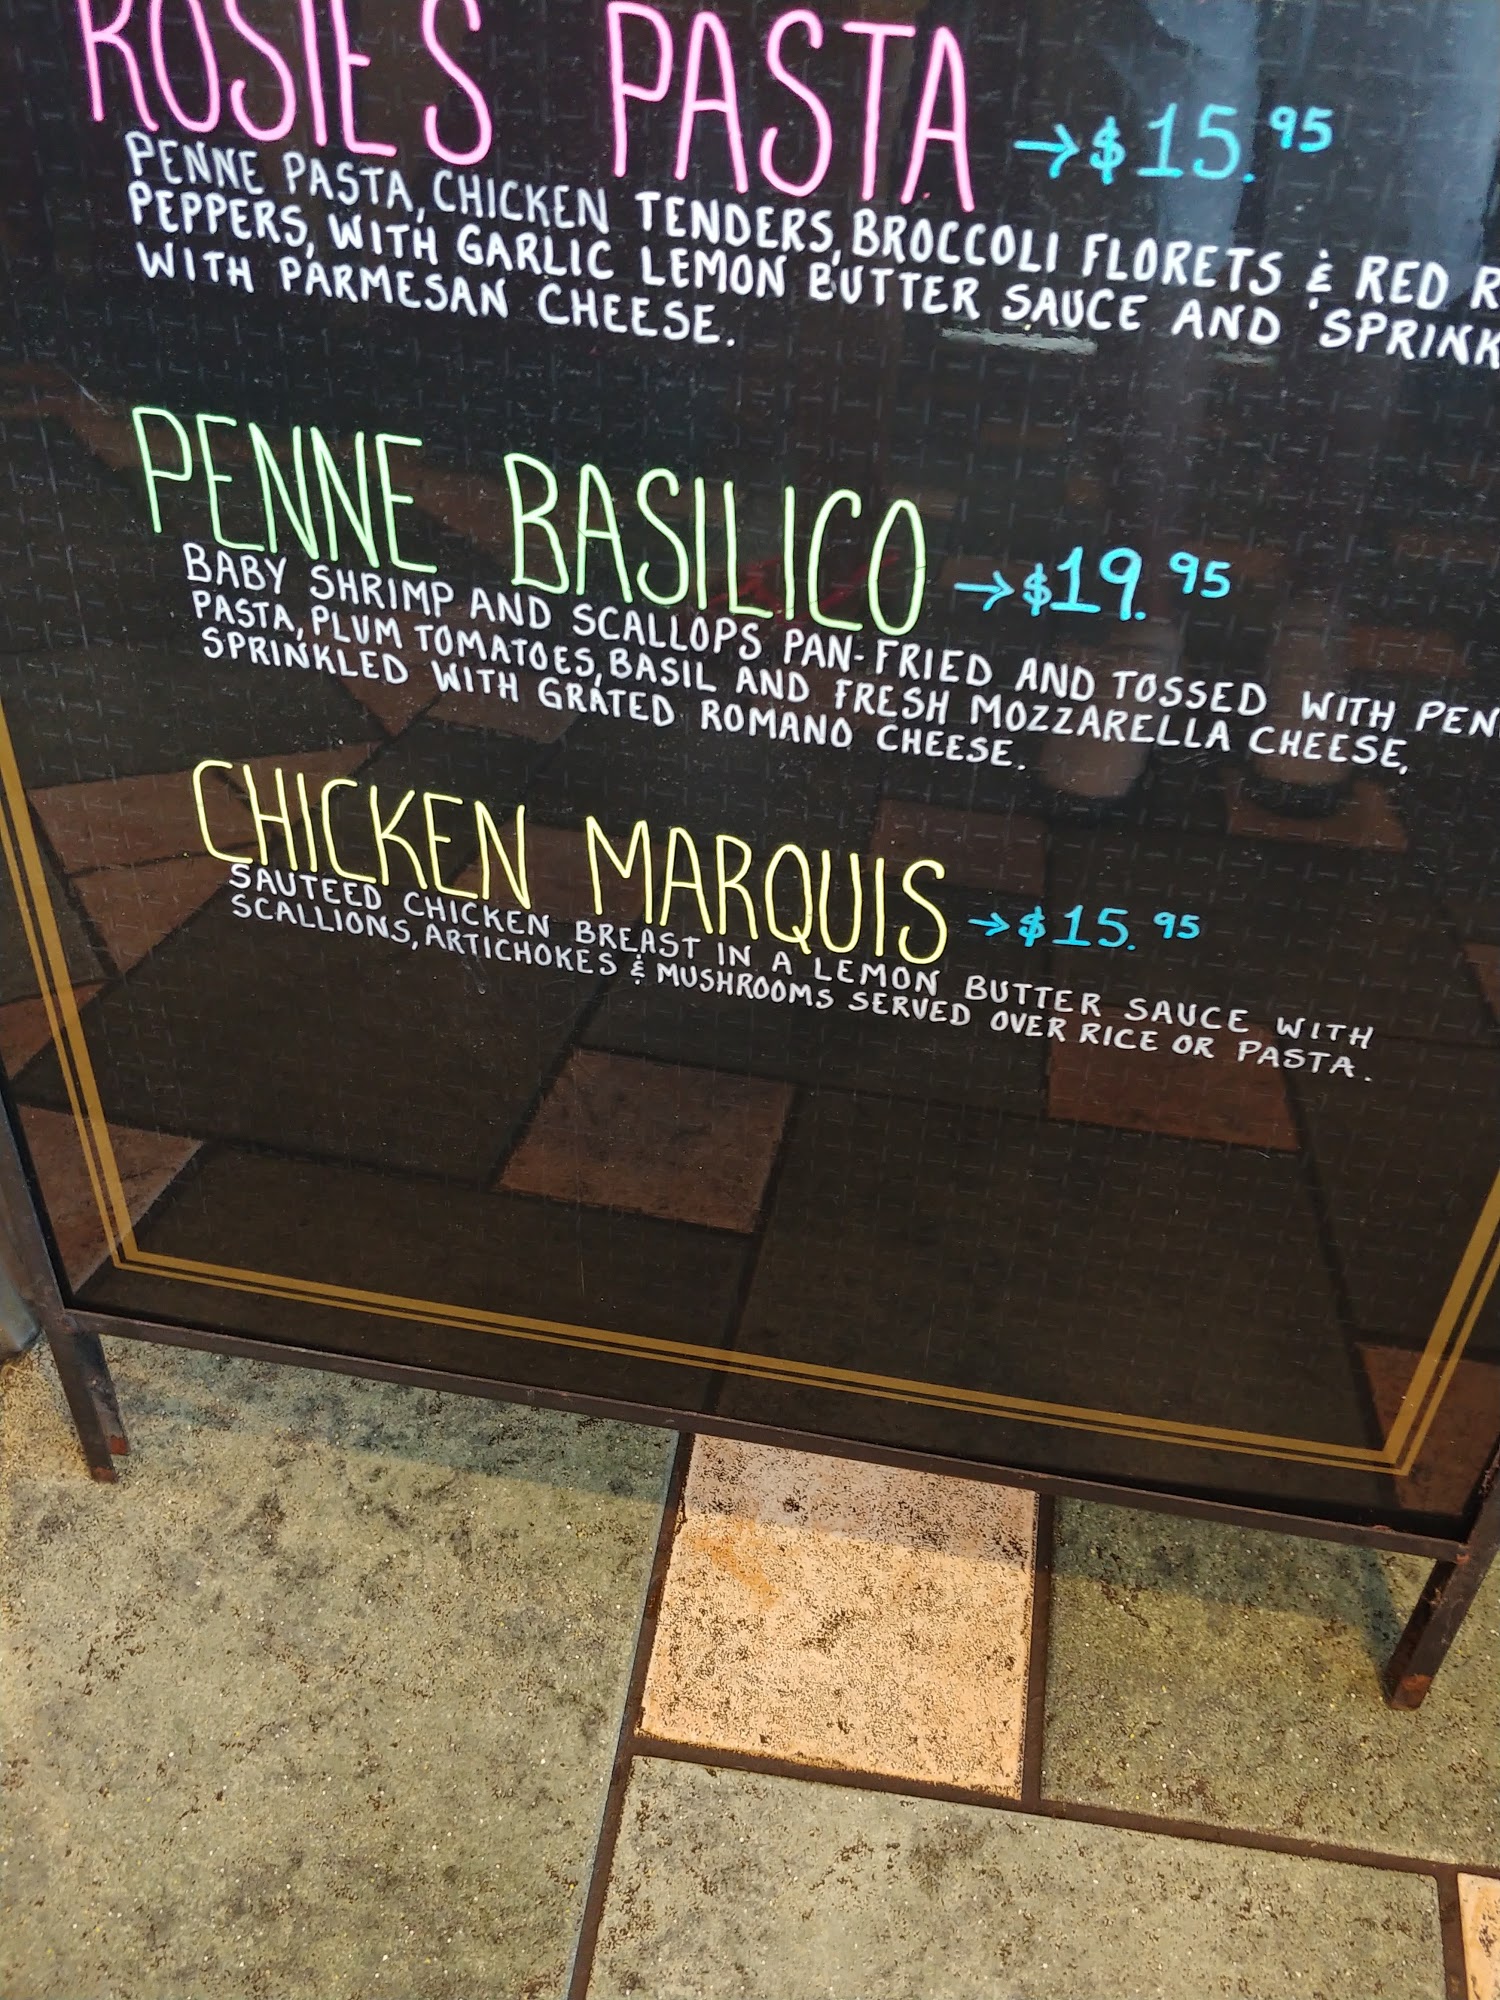 ROSIE'S PASTA →$15.95
PENNE PASTA, CHICKEN TENDERS, BROCCOLI FLORETS & RED
PEPPERS, WITH GARLIC LEMON BUTTER SAUCE AND SPRINK
WITH PARMESAN CHEESE.
PENNE BASILICO →$19.95
BABY SHRIMP AND SCALLOPS PAN-FRIED AND TOSSED WITH PEN
PASTA, PLUM TOMATOES, BASIL AND FRESH MOZZARELLA CHEESE,
SPRINKLED WITH GRATED ROMANO CHEESE.
CHICKEN MARQUIS →$15.95
SAUTEED CHICKEN BREAST IN A LEMON BUTTER SAUCE WITH
SCALLIONS, ARTICHOKES & MUSHROOMS SERVED OVER RICE OR PASTA.